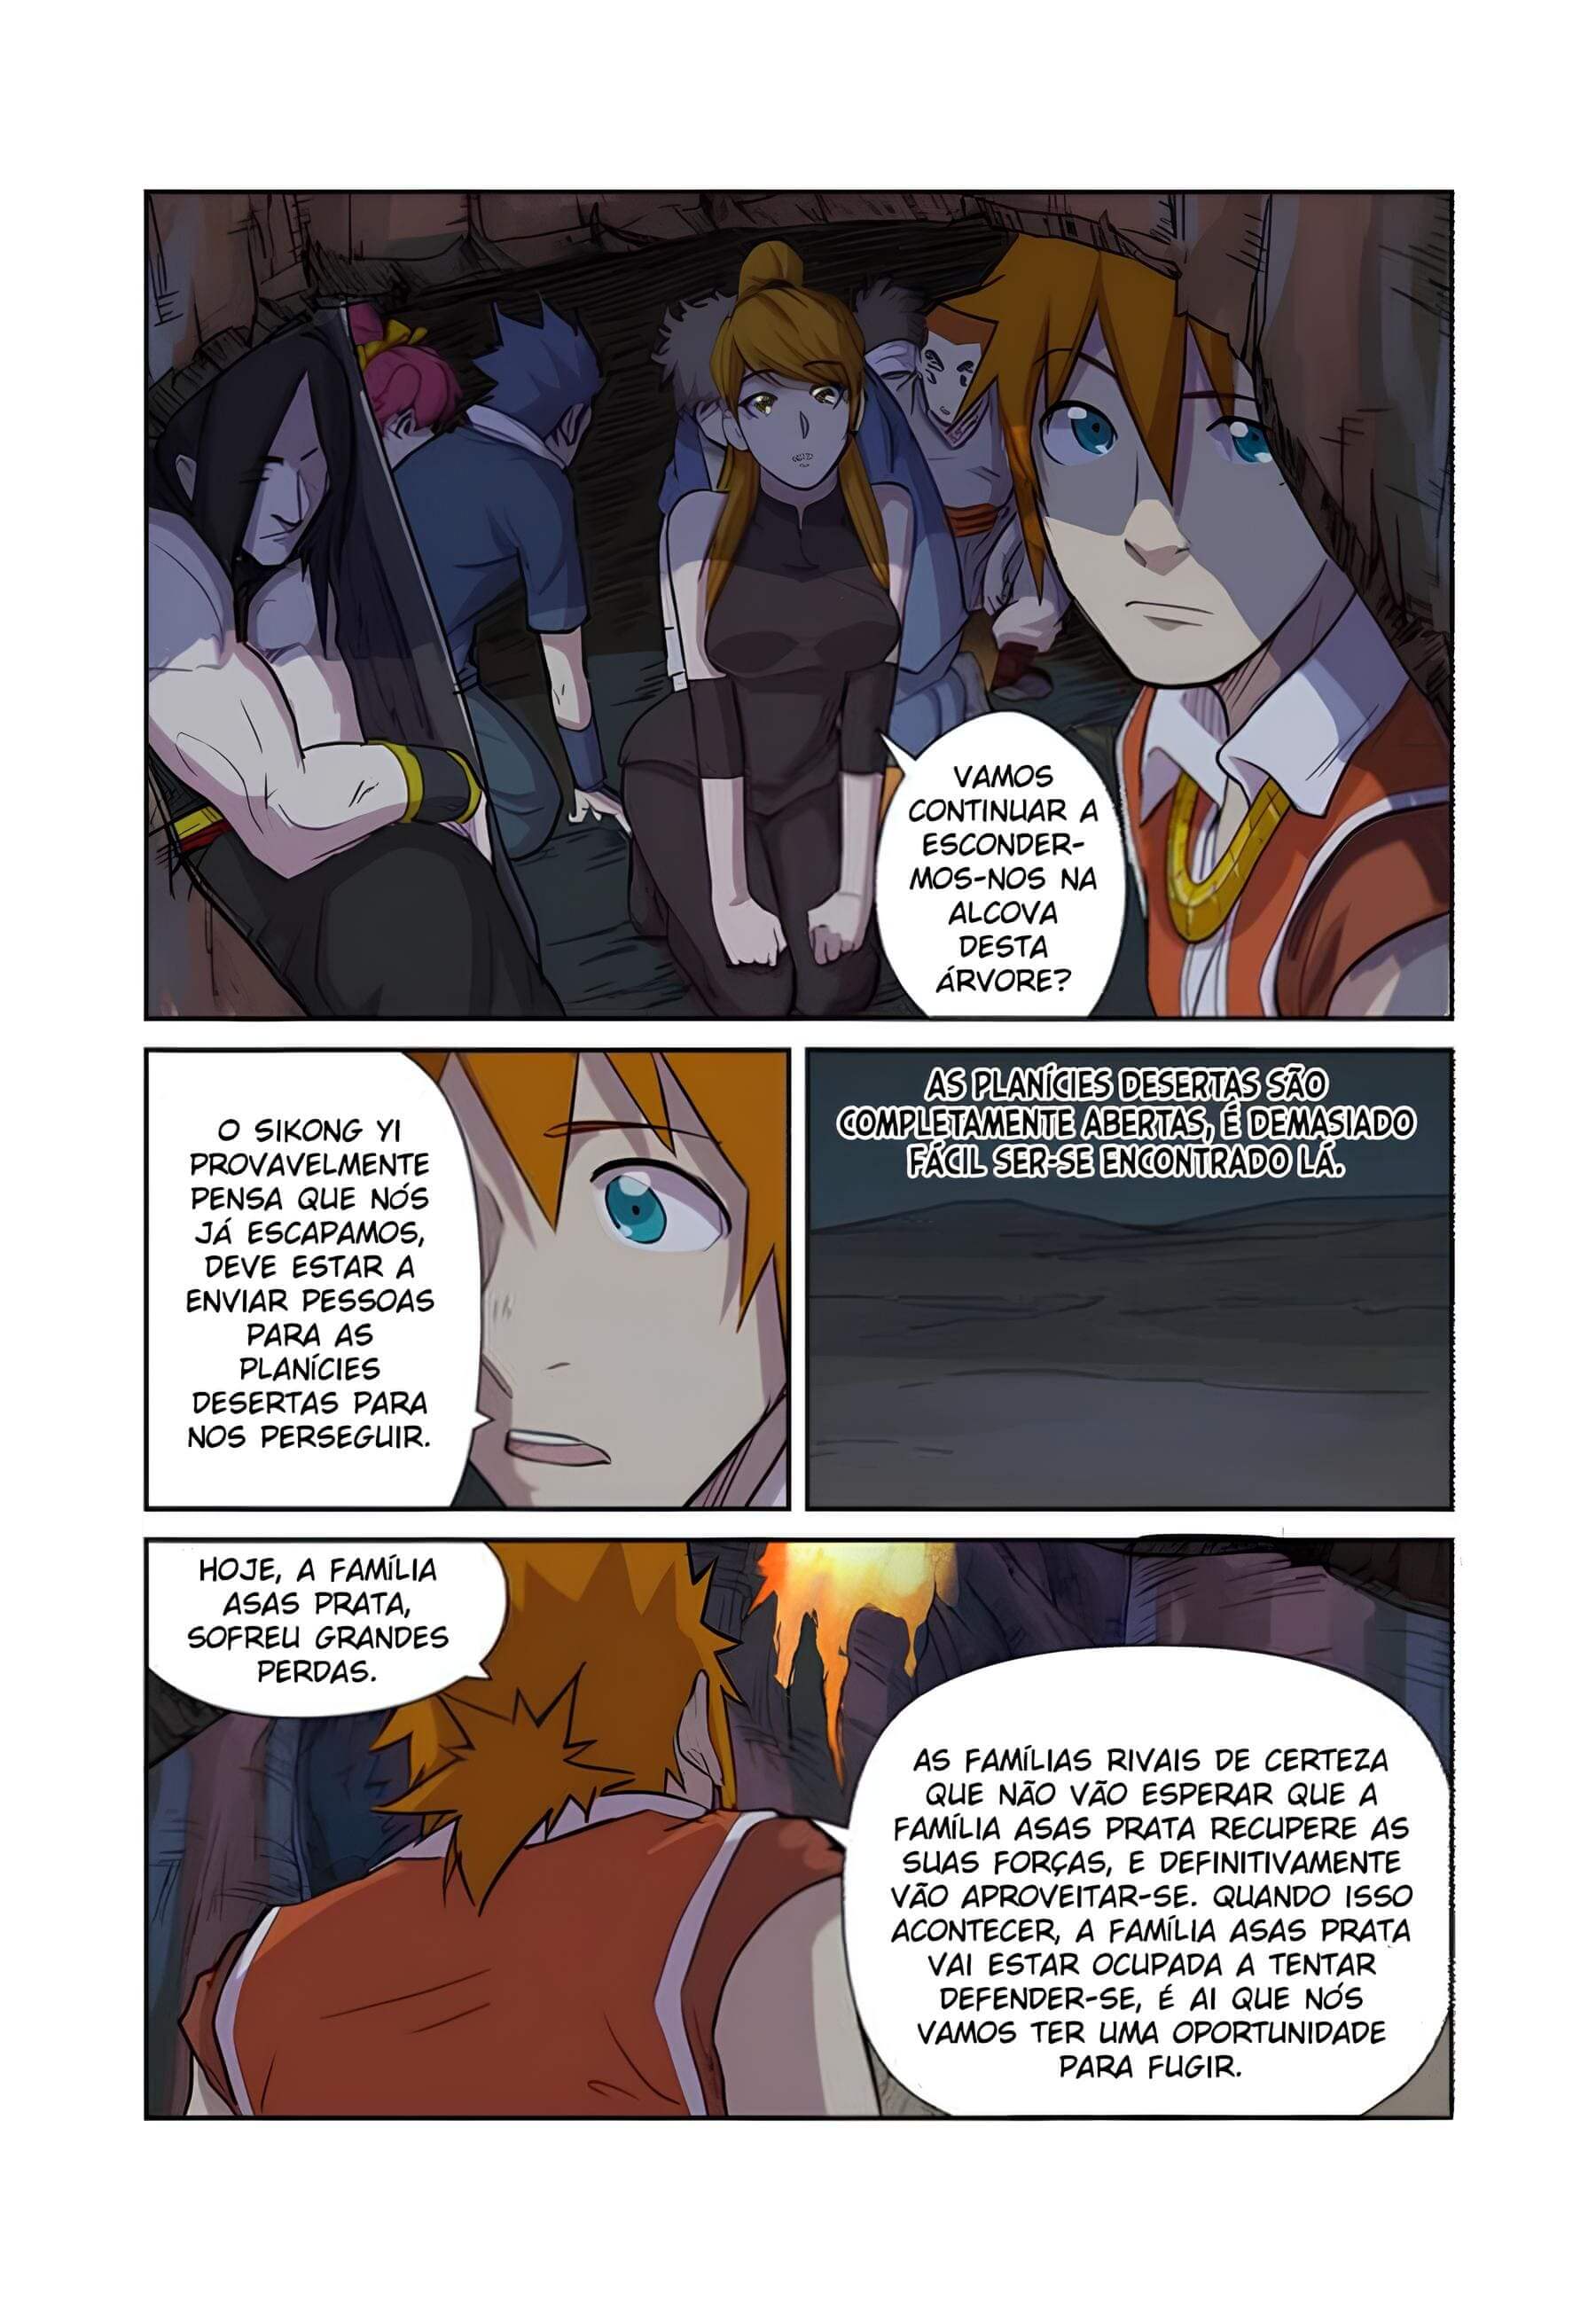 VAMOS
CONTINUAR A
ESCONDER-
MOS-NOS NA
ALCOVA
DESTA
ÁRVORE?
O SIKONG YI
PROVAVELMENTE
PENSA QUE NÓS
JÁ ESCAPAMOS,
DEVE ESTAR A
ENVIAR PESSOAS
PARA AS
PLANÍCIES
DESERTAS PARA
NOS PERSEGUIR.
AS PLANÍCIES DESERTAS SÃO
COMPLETAMENTE ABERTAS, É DEMASIADO
FÁCIL SER-SE ENCONTRADO LÁ.
HOJE, A FAMÍLIA
ASAS PRATA,
SOFREU GRANDES
PERDAS.
AS FAMÍLIAS RIVAIS DE CERTEZA
QUE NÃO VÃO ESPERAR QUE A
FAMÍLIA ASAS PRATA RECUPERE AS
SUAS FORÇAS, E DEFINITIVAMENTE
VÃO APROVEITAR-SE. QUANDO ISSO
ACONTECER, A FAMÍLIA ASAS PRATA
VAI ESTAR OCUPADA A TENTAR
DEFENDER-SE, É AI QUE NÓS
VAMOS TER UMA OPORTUNIDADE
PARA FUGIR.